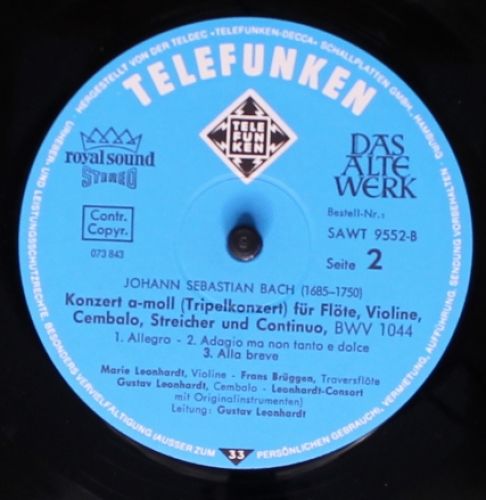 HERGESTELLT VON DER TELDEC »TELEFUNKEN-DECCA« SCHALLPLATTEN GMBH., HAMBURG
TELEFUNKEN
TELE
FUN
KEN
royal sound
STEREO
DAS
ALTE
WERK
Contr.
Copyr.
073 843
Bestell-Nr.:
SAWT 9552-B
Seite 2
JOHANN SEBASTIAN BACH (1685-1750)
Konzert a-moll (Tripelkonzert) für Flöte, Violine,
Cembalo, Streicher und Continuo, BWV 1044
1. Allegro - 2. Adagio ma non tanto e dolce
3. Alla breve
Marie Leonhardt, Violine - Frans Brüggen, Traversflöte
Gustav Leonhardt, Cembalo - Leonhardt-Consort
mit Originalinstrumenten)
Leitung: Gustav Leonhardt
URHEBER- UND LEISTUNGSSCHUTZRECHTE, BESONDERS VERVIELFÄLTIGUNG (AUSSER ZUM PERSÖNLICHEN GEBRAUCH), VERMIETUNG, AUFFÜHRUNG, SENDUNG VORBEHALTEN
33